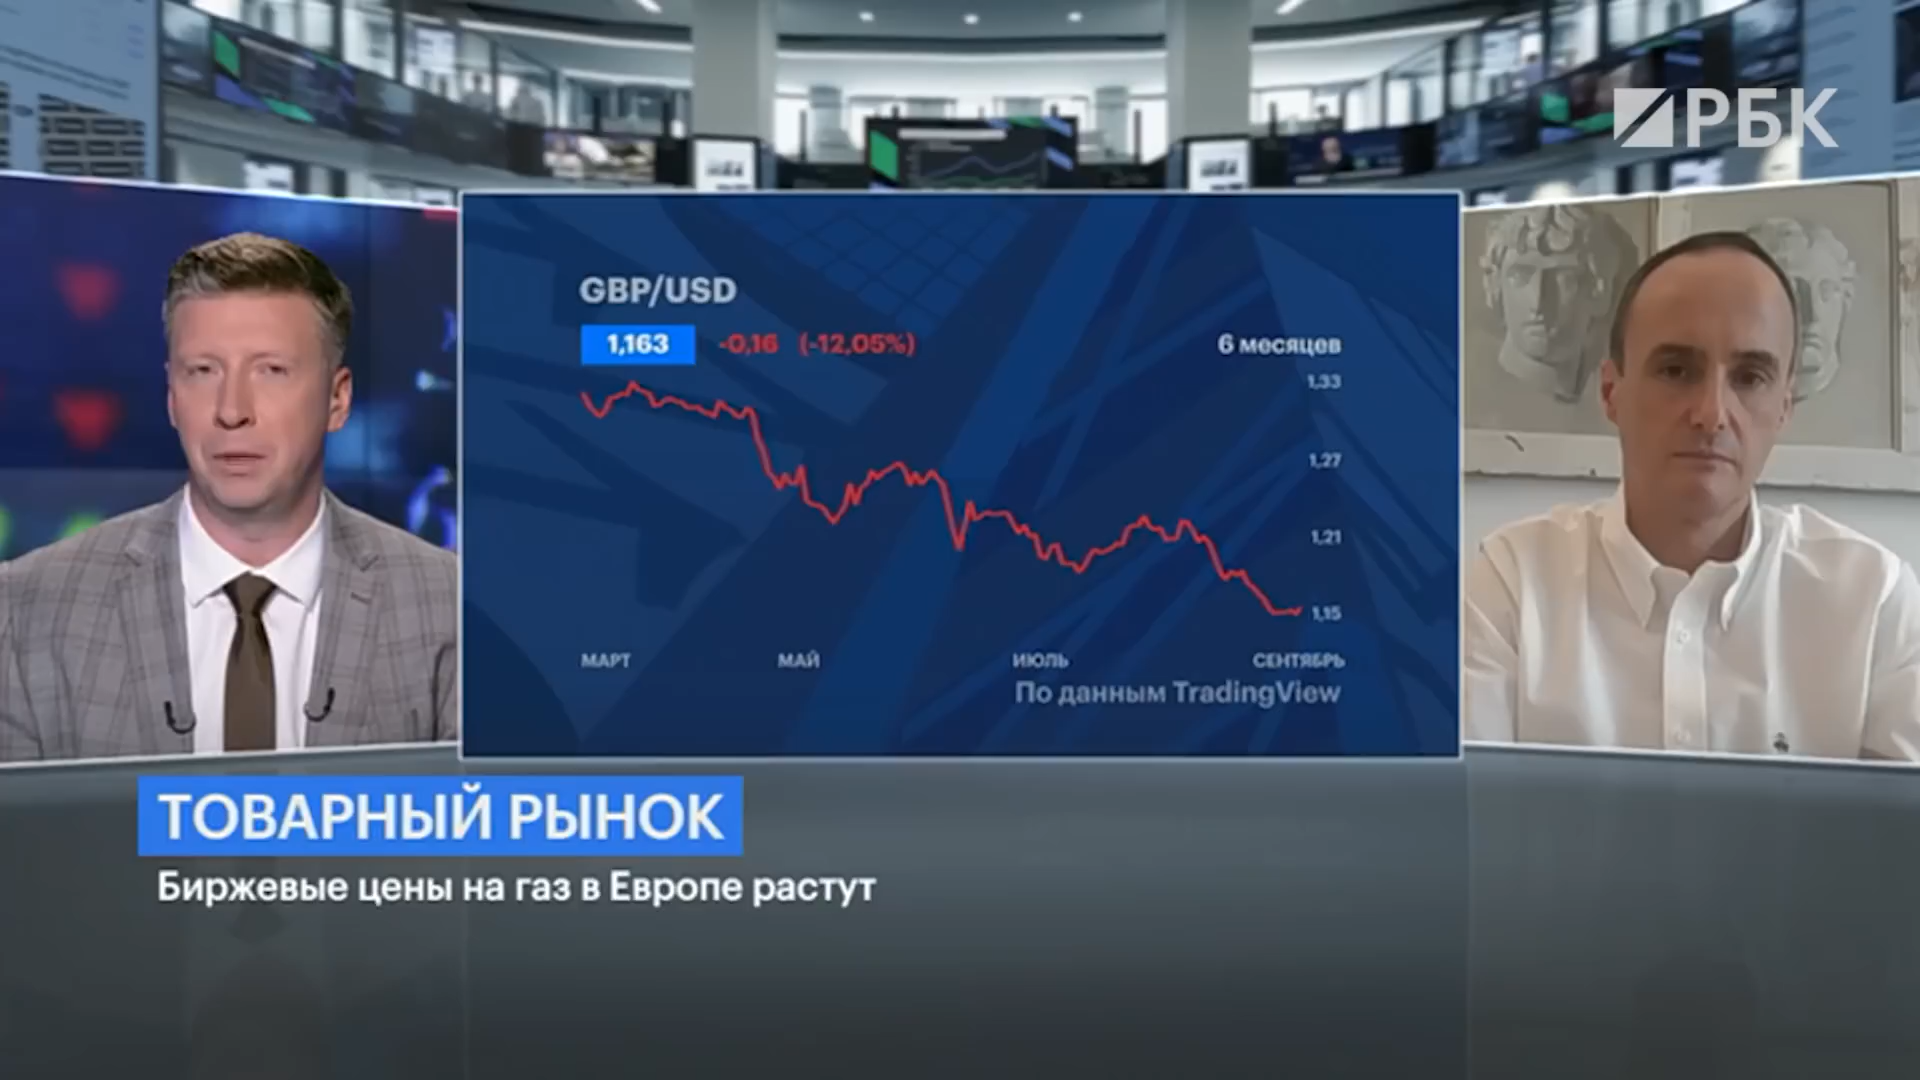 РБК
GBP/USD
1,163 -0,16 (-12,05%)
6 месяцев
1,33
1,27
1,21
1,15
МАРТ МАЙ ИЮЛЬ СЕНТЯБРЬ
По данным TradingView
ТОВАРНЫЙ РЫНОК
Биржевые цены на газ в Европе растут